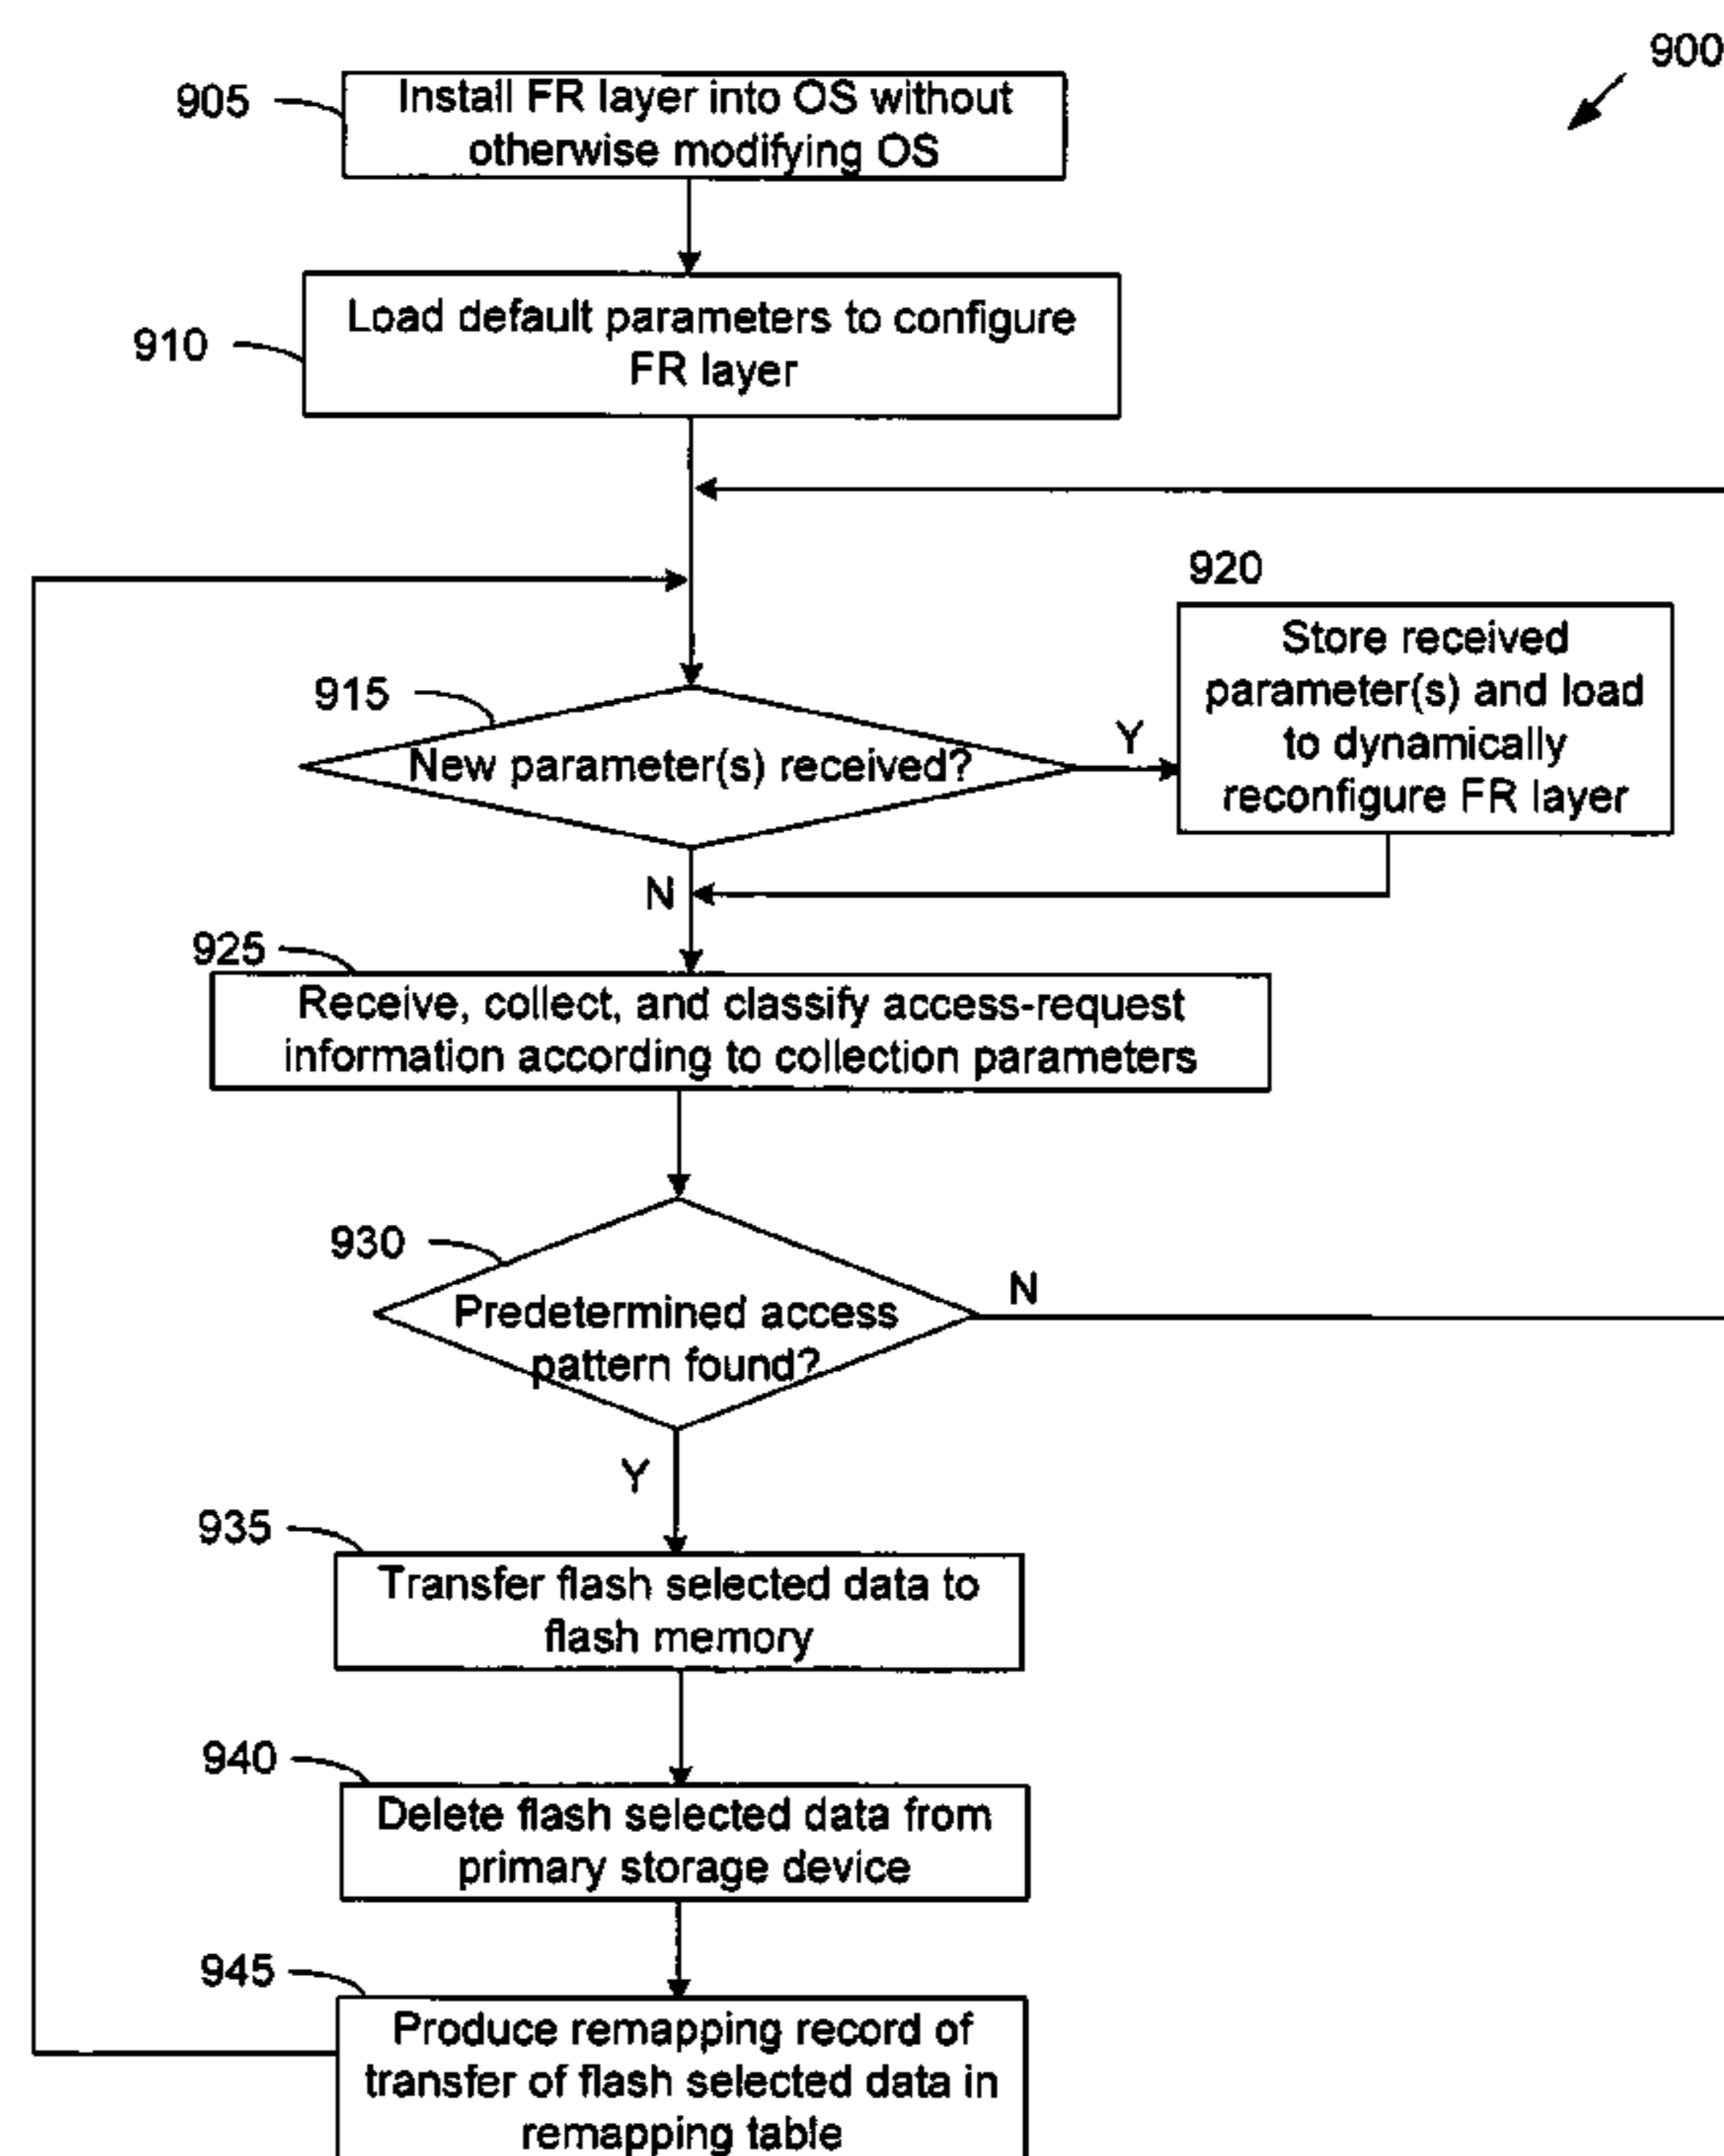 900
905
Install FR layer into OS without
otherwise modifying OS
910
Load default parameters to configure
FR layer
920
Store received
parameter(s) and load
to dynamically
reconfigure FR layer
915
New parameter(s) received?
Y
N
925
Receive, collect, and classify access-request
information according to collection parameters
930
Predetermined access
pattern found?
N
Y
935
Transfer flash selected data to
flash memory
940
Delete flash selected data from
primary storage device
945
Produce remapping record of
transfer of flash selected data in
remapping table